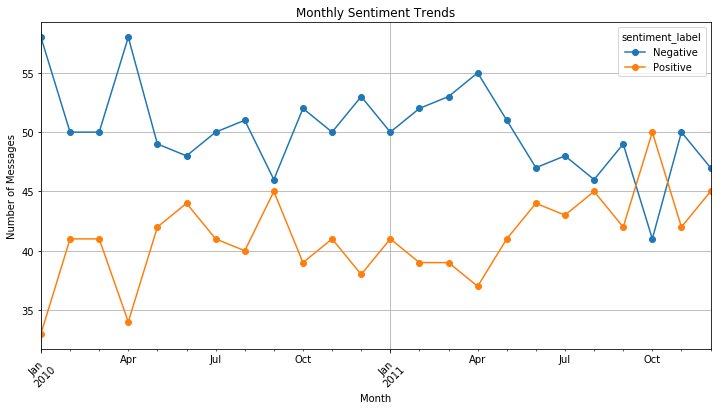 Monthly Sentiment Trends
sentiment_label
Negative
Positive
Number of Messages
55
50
45
40
35
Jan
2010
Apr
Jul
Oct
Jan
2011
Apr
Jul
Oct
Month